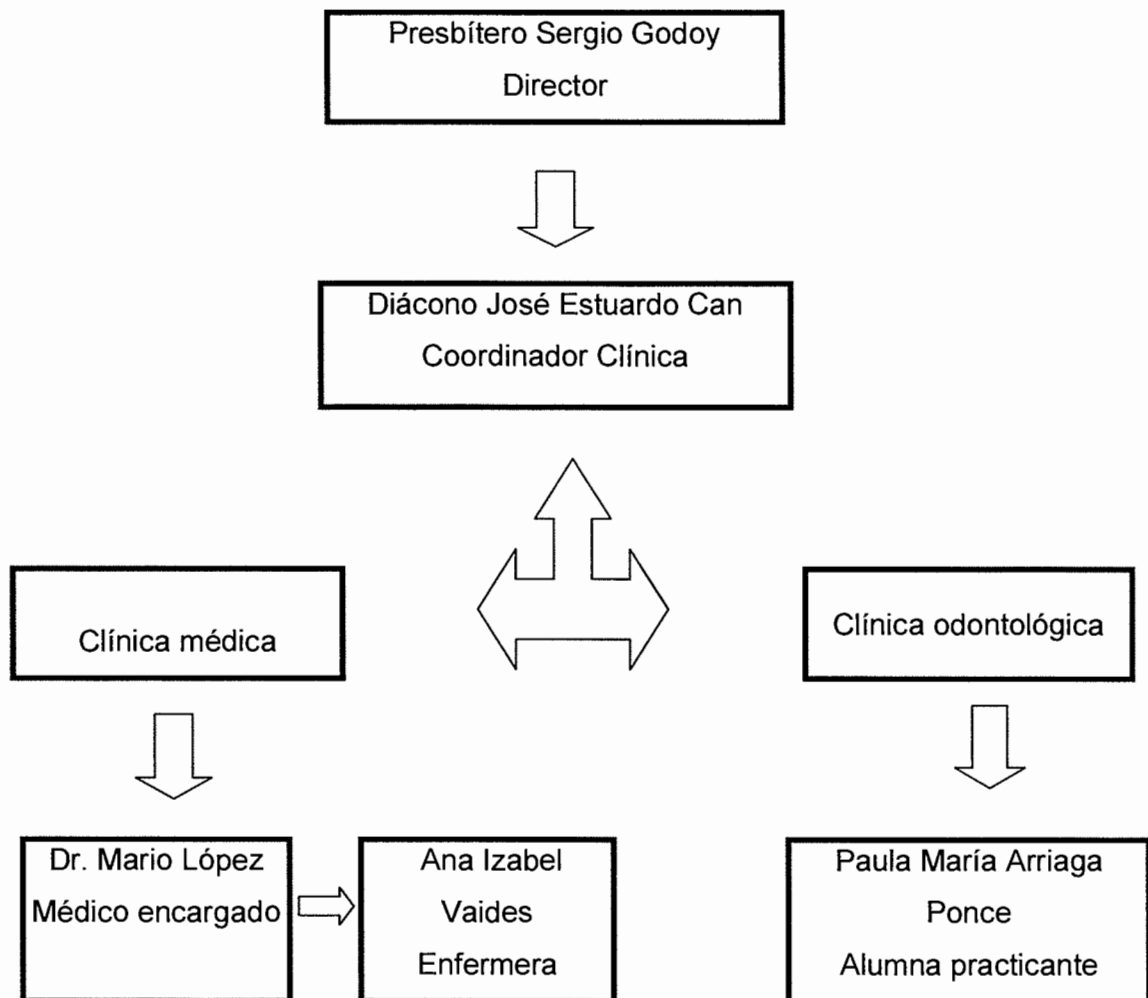 Presbítero Sergio Godoy
Director
Diácono José Estuardo Can
Coordinador Clínica
Clínica médica
Clínica odontológica
Dr. Mario López
Médico encargado
Ana Izabel
Vaides
Enfermera
Paula María Arriaga
Ponce
Alumna practicante